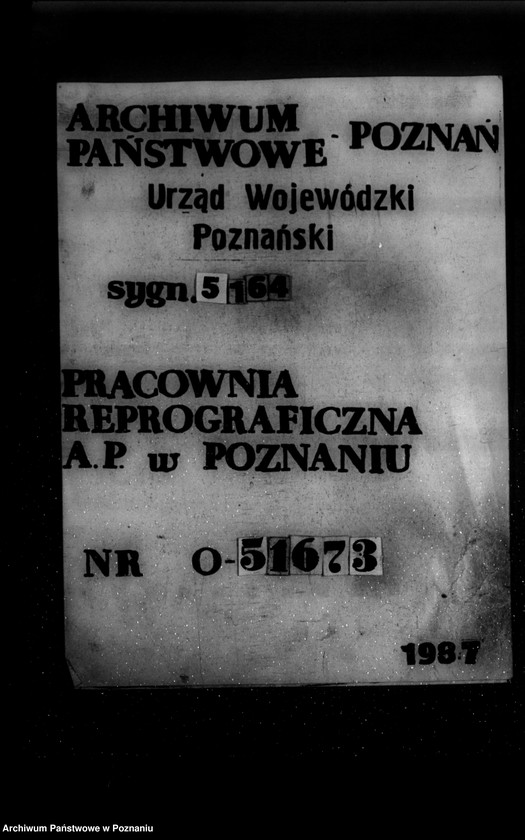 ARCHIWUM
PAŃSTWOWE - POZNAŃ
Urząd Wojewódzki
Poznański
sygn. 5164
PRACOWNIA
REPROGRAFICZNA
A.P. w POZNANIU
NR O-51673
1987
Archiwum Państwowe w Poznaniu